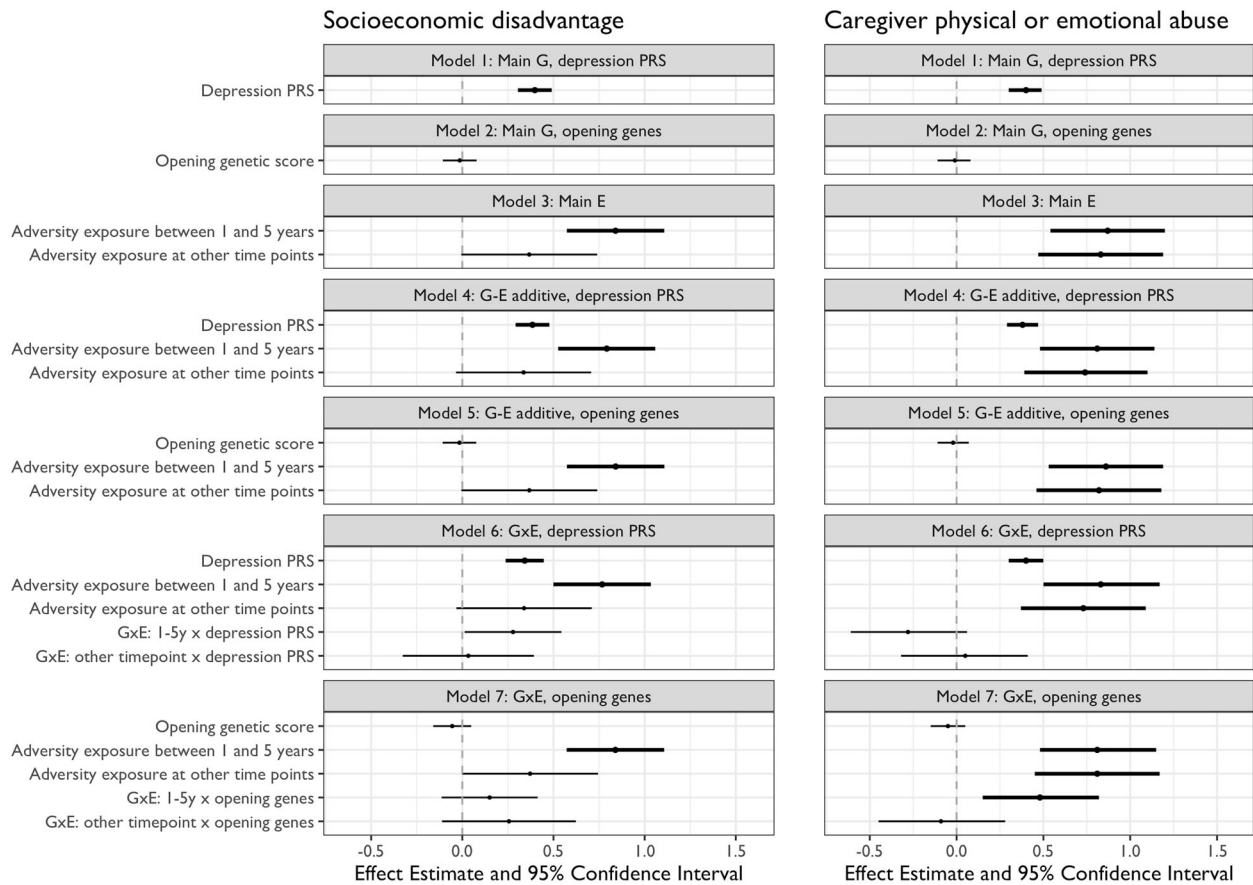 Socioeconomic disadvantage
Caregiver physical or emotional abuse
Model 1: Main G, depression PRS
Model 1: Main G, depression PRS
Depression PRS
Model 2: Main G, opening genes
Model 2: Main G, opening genes
Opening genetic score
Model 3: Main E
Model 3: Main E
Adversity exposure between 1 and 5 years
Adversity exposure at other time points
Model 4: G-E additive, depression PRS
Model 4: G-E additive, depression PRS
Depression PRS
Adversity exposure between 1 and 5 years
Adversity exposure at other time points
Model 5: G-E additive, opening genes
Model 5: G-E additive, opening genes
Opening genetic score
Adversity exposure between 1 and 5 years
Adversity exposure at other time points
Model 6: GxE, depression PRS
Model 6: GxE, depression PRS
Depression PRS
Adversity exposure between 1 and 5 years
Adversity exposure at other time points
GxE: 1-5y x depression PRS
GxE: other timepoint x depression PRS
Model 7: GxE, opening genes
Model 7: GxE, opening genes
Opening genetic score
Adversity exposure between 1 and 5 years
Adversity exposure at other time points
GxE: 1-5y x opening genes
GxE: other timepoint x opening genes
-0.5 0.0 0.5 1.0 1.5
-0.5 0.0 0.5 1.0 1.5
Effect Estimate and 95% Confidence Interval
Effect Estimate and 95% Confidence Interval